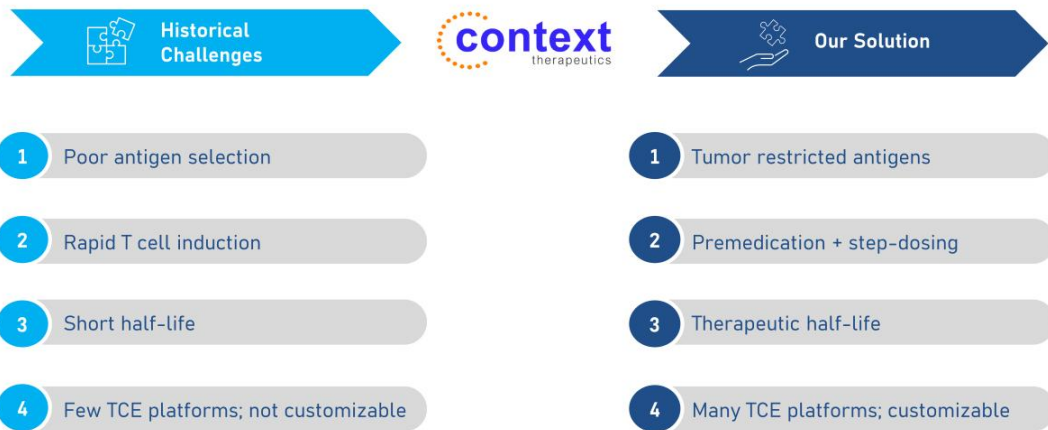 Historical
Challenges
context
therapeutics
Our Solution
1 Poor antigen selection
1 Tumor restricted antigens
2 Rapid T cell induction
2 Premedication + step-dosing
3 Short half-life
3 Therapeutic half-life
4 Few TCE platforms; not customizable
4 Many TCE platforms; customizable